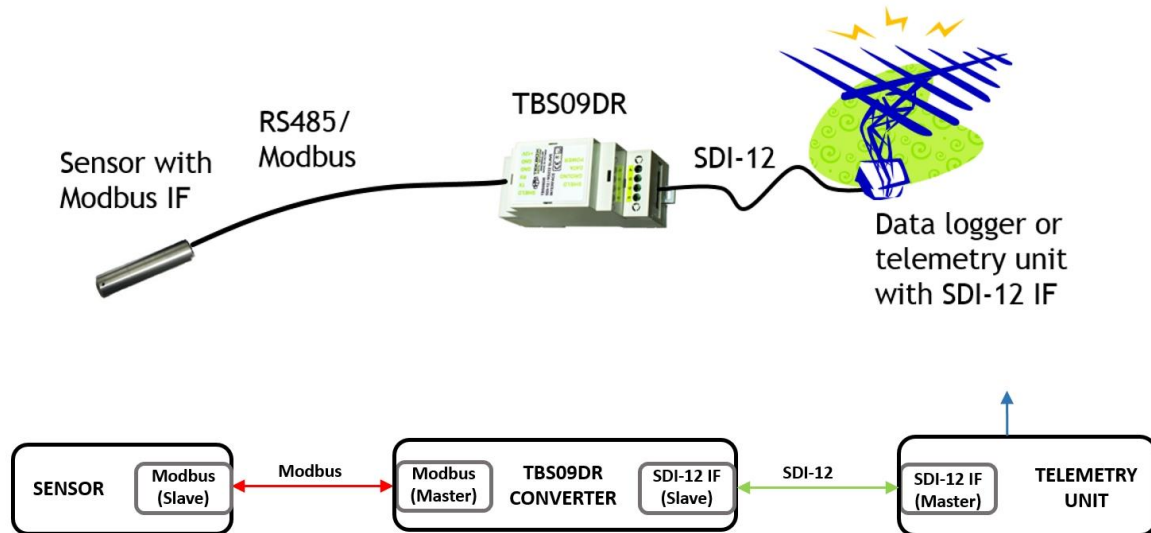 TBS09DR
RS485/
Modbus
SDI-12
Sensor with
Modbus IF
Data logger or
telemetry unit
with SDI-12 IF
SENSOR
Modbus
(Slave)
Modbus
Modbus
(Master)
TBS09DR
CONVERTER
SDI-12 IF
(Slave)
SDI-12
SDI-12 IF
(Master)
TELEMETRY
UNIT